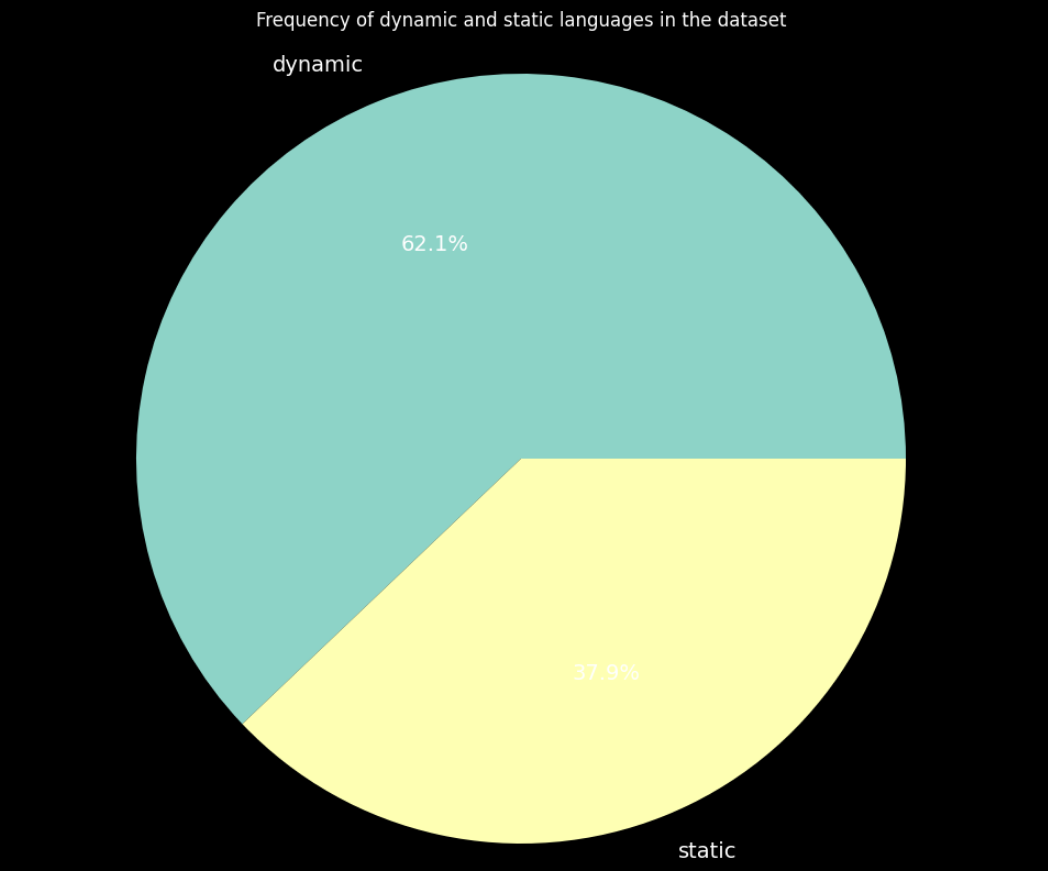 Frequency of dynamic and static languages in the dataset
dynamic
62.1%
37.9%
static